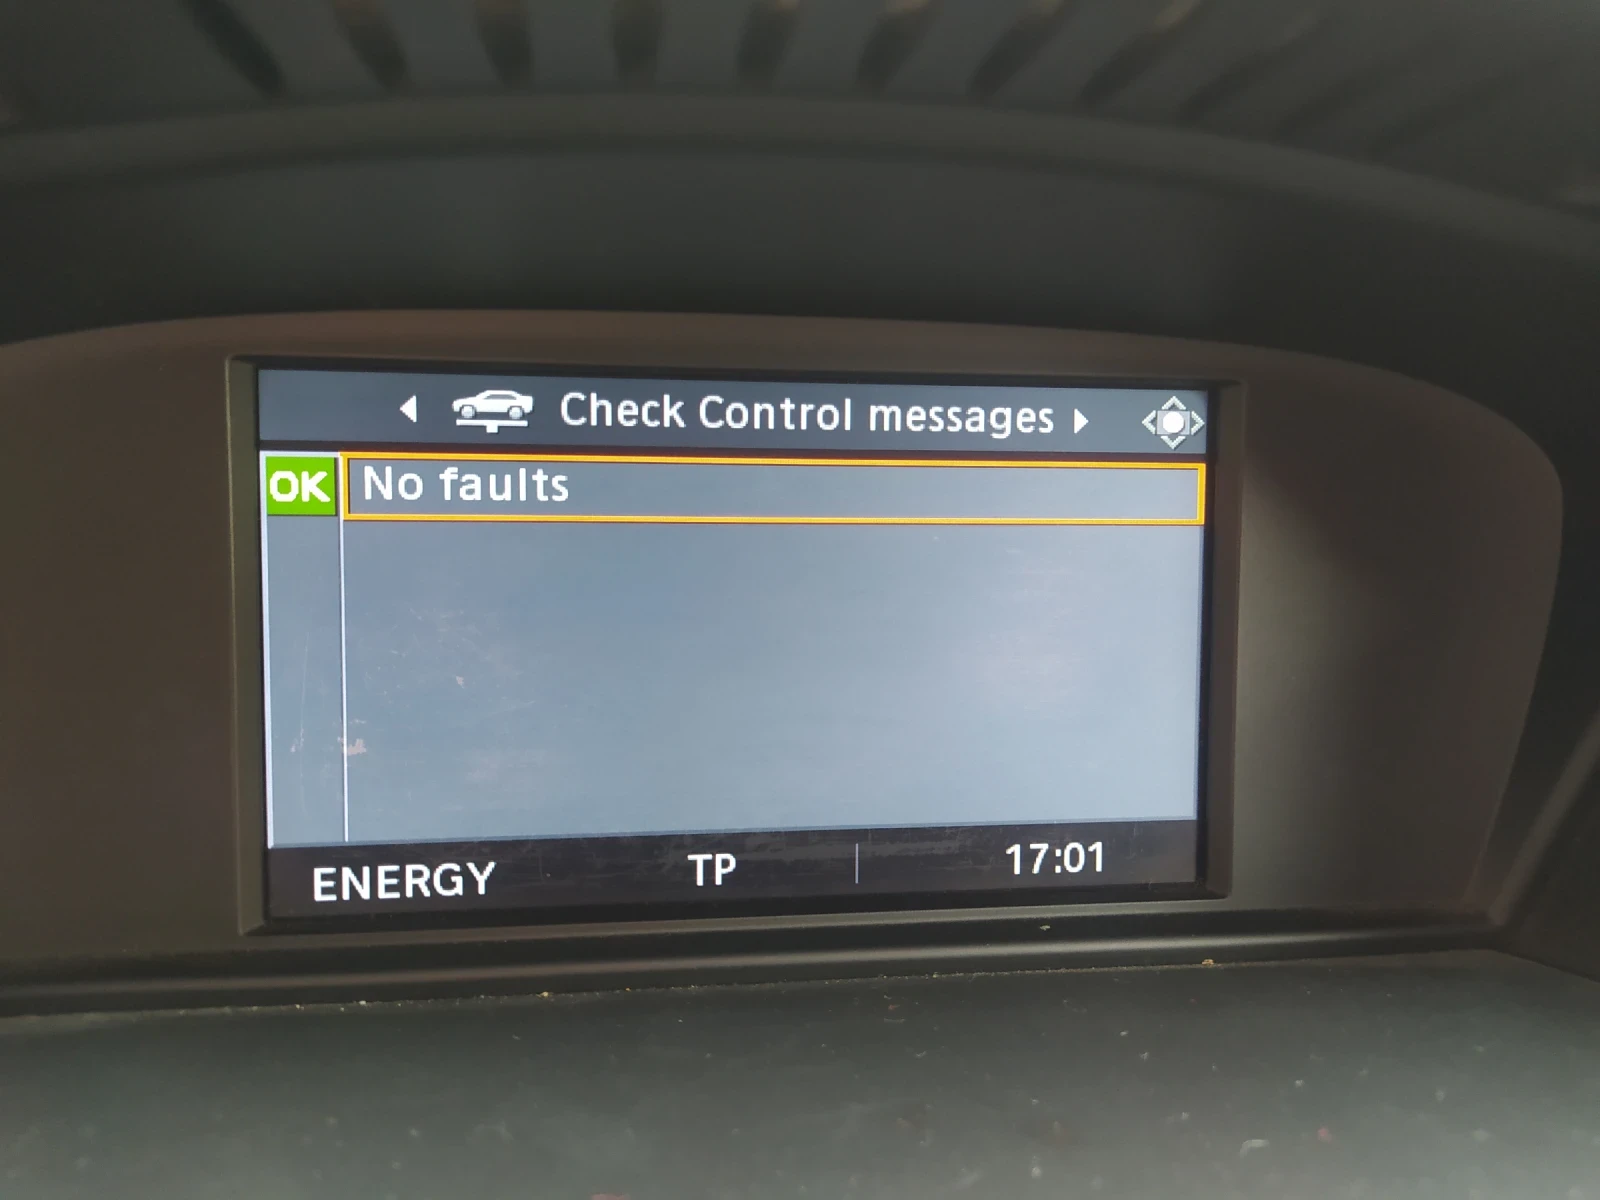 Check Control messages
OK No faults
ENERGY TP 17:01